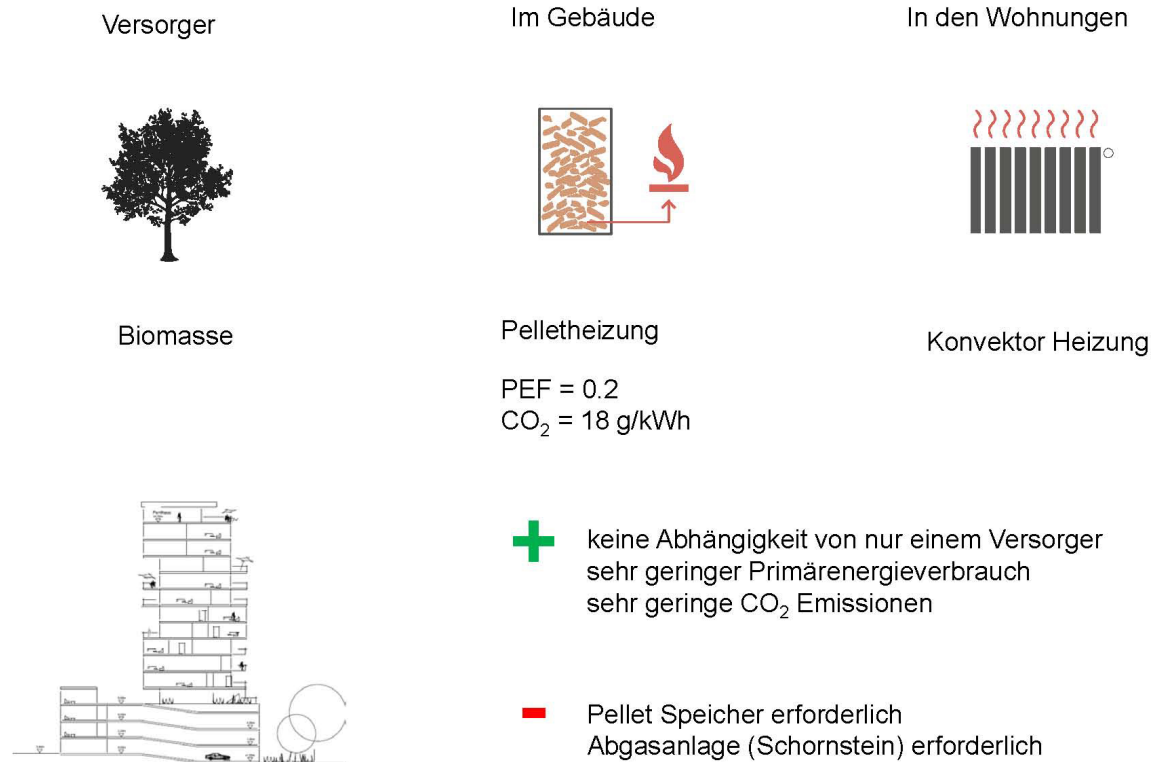 Versorger
Im Gebäude
In den Wohnungen
Biomasse
Pelletheizung
Konvektor Heizung
PEF = 0.2
CO₂ = 18 g/kWh
keine Abhängigkeit von nur einem Versorger
sehr geringer Primärenergieverbrauch
sehr geringe CO₂ Emissionen
Pellet Speicher erforderlich
Abgasanlage (Schornstein) erforderlich